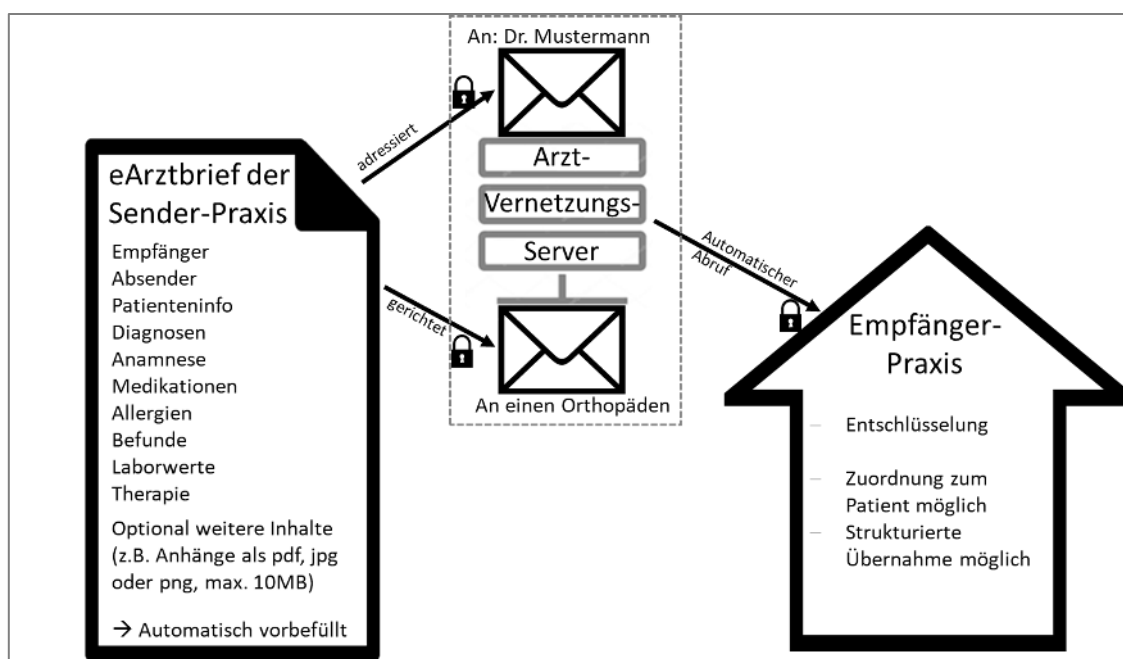 An: Dr. Mustermann
adressiert
eArztbrief der
Sender-Praxis
Empfänger
Absender
Patienteninfo
Diagnosen
Anamnese
Medikationen
Allergien
Befunde
Laborwerte
Therapie
Optional weitere Inhalte
(z.B. Anhänge als pdf, jpg
oder png, max. 10MB)
→ Automatisch vorbefüllt
gerichtet
Arzt-
Vernetzungs-
Server
An einen Orthopäden
Automatischer
Abruf
Empfänger-
Praxis
– Entschlüsselung
– Zuordnung zum
Patient möglich
– Strukturierte
Übernahme möglich